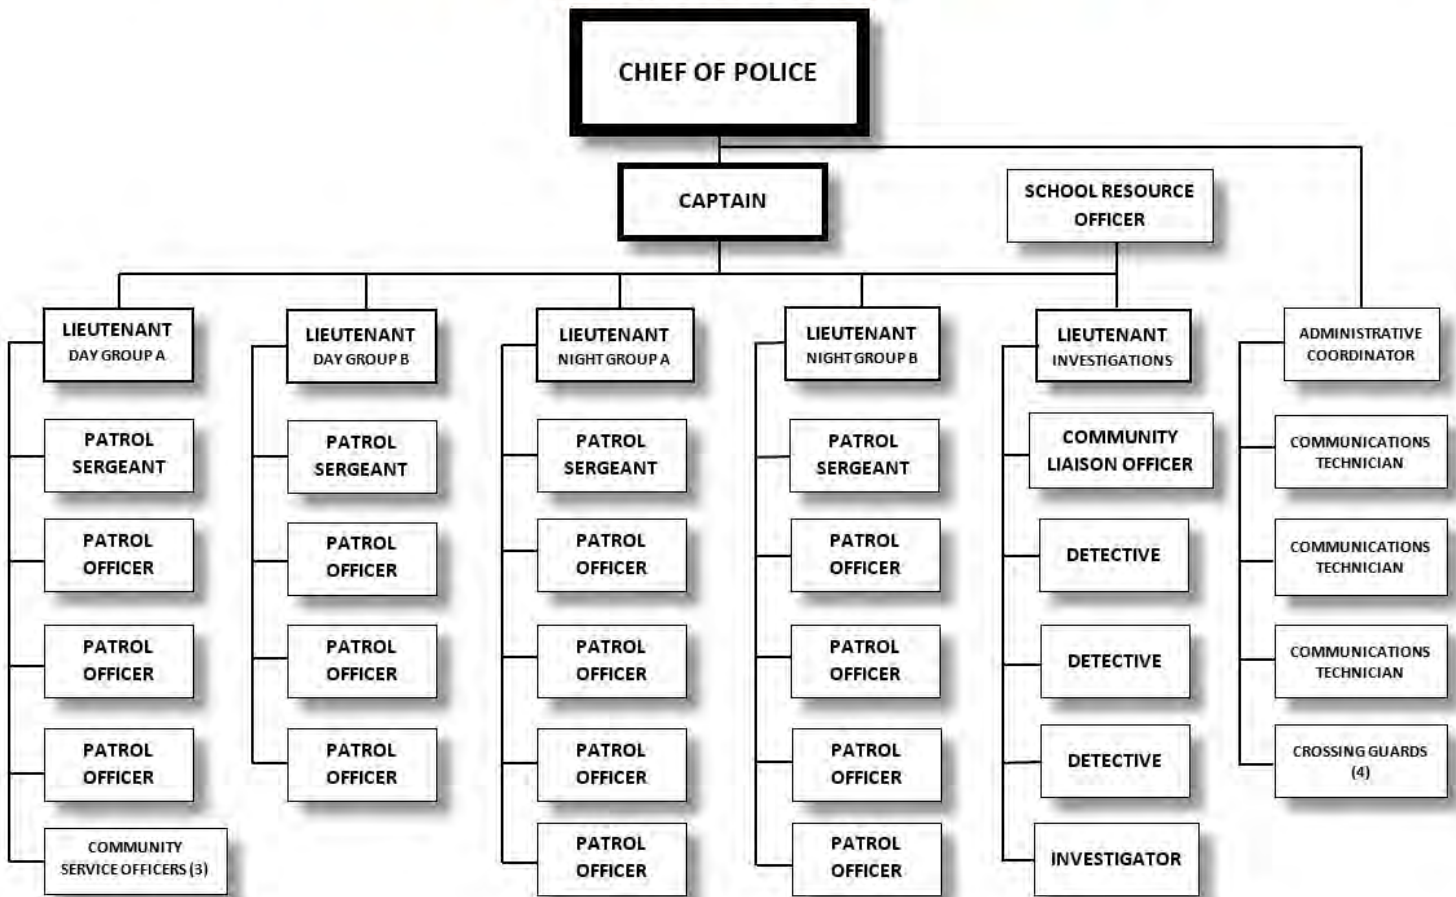 CHIEF OF POLICE
CAPTAIN
SCHOOL RESOURCE
OFFICER
LIEUTENANT
DAY GROUP A
PATROL
SERGEANT
PATROL
OFFICER
PATROL
OFFICER
PATROL
OFFICER
COMMUNITY
SERVICE OFFICERS (3)
LIEUTENANT
DAY GROUP B
PATROL
SERGEANT
PATROL
OFFICER
PATROL
OFFICER
PATROL
OFFICER
LIEUTENANT
NIGHT GROUP A
PATROL
SERGEANT
PATROL
OFFICER
PATROL
OFFICER
PATROL
OFFICER
PATROL
OFFICER
LIEUTENANT
NIGHT GROUP B
PATROL
SERGEANT
PATROL
OFFICER
PATROL
OFFICER
PATROL
OFFICER
PATROL
OFFICER
LIEUTENANT
INVESTIGATIONS
COMMUNITY
LIAISON OFFICER
DETECTIVE
DETECTIVE
DETECTIVE
INVESTIGATOR
ADMINISTRATIVE
COORDINATOR
COMMUNICATIONS
TECHNICIAN
COMMUNICATIONS
TECHNICIAN
COMMUNICATIONS
TECHNICIAN
CROSSING GUARDS
(4)